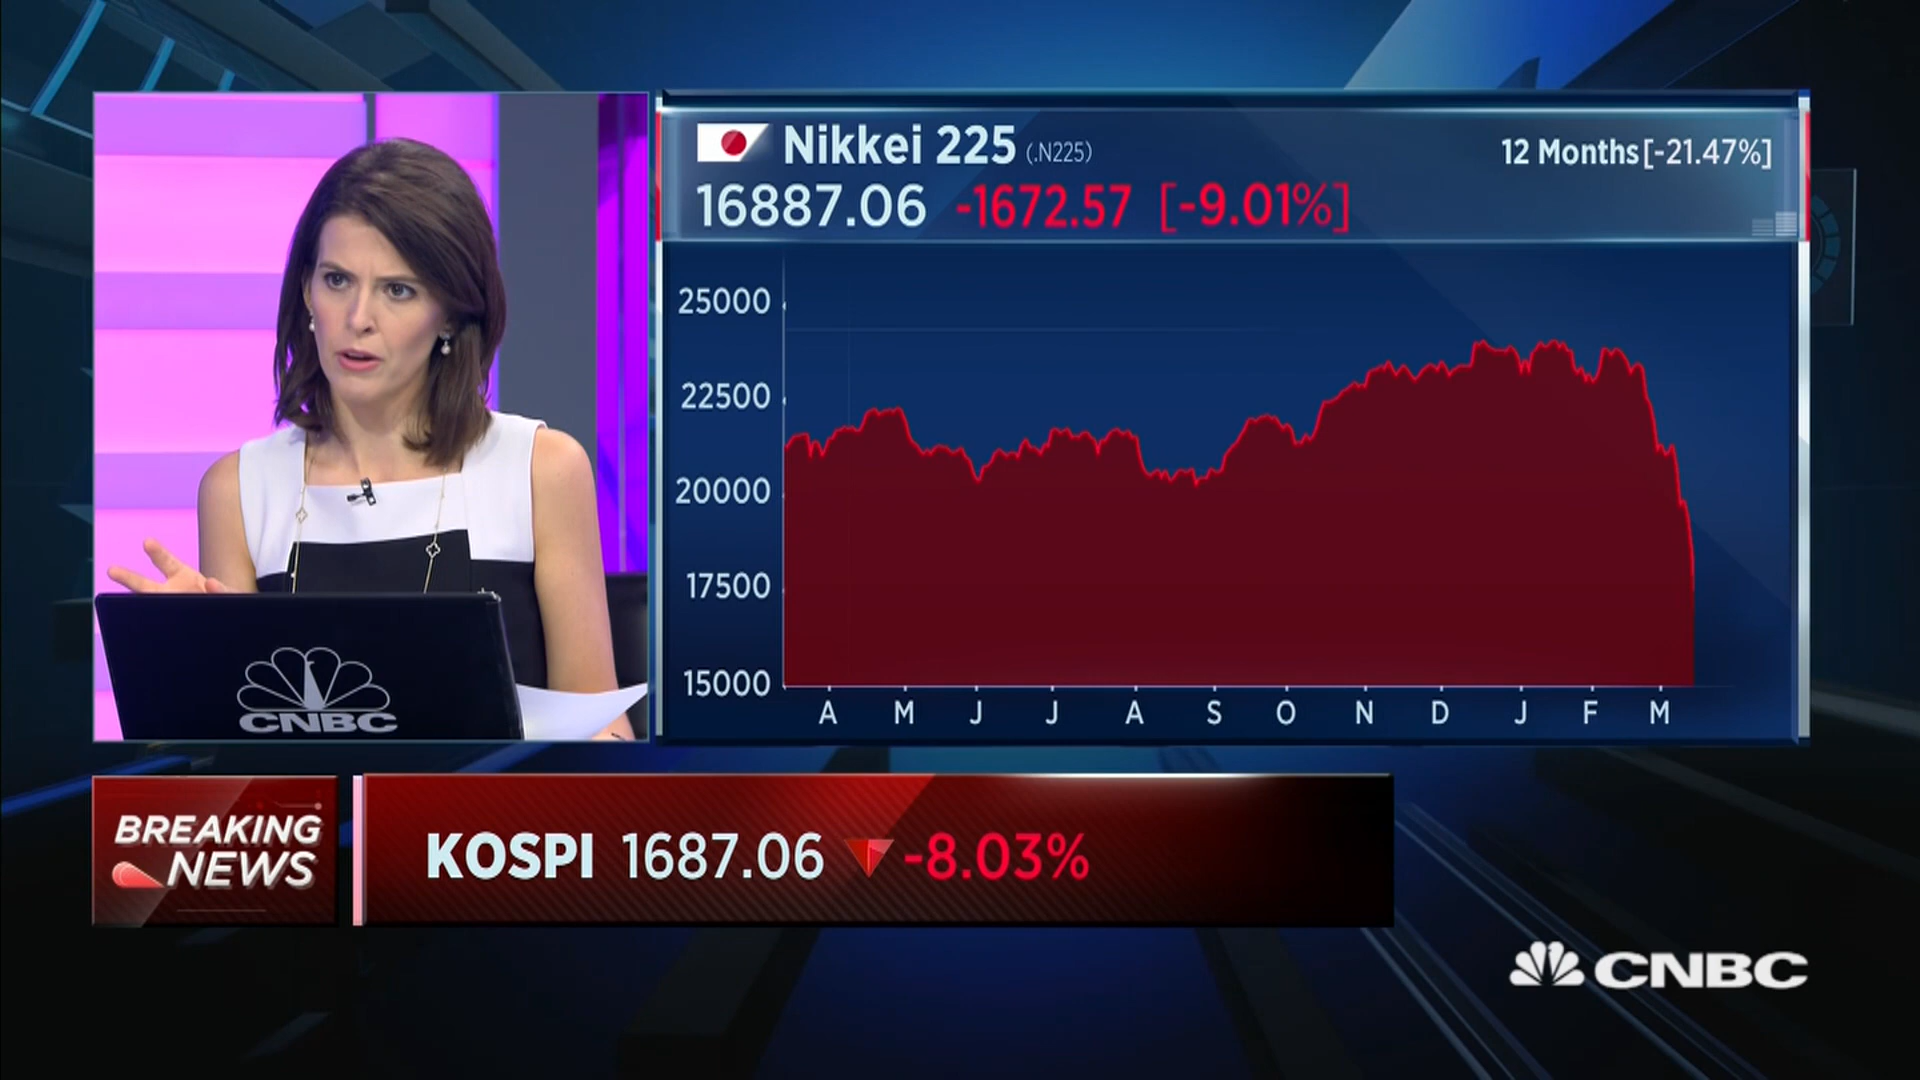 Nikkei 225 (.N225)
12 Months[-21.47%]
16887.06 -1672.57 [-9.01%]
25000
22500
20000
17500
15000
A M J J A S O N D J F M
CNBC
BREAKING
NEWS
KOSPI 1687.06 -8.03%
CNBC